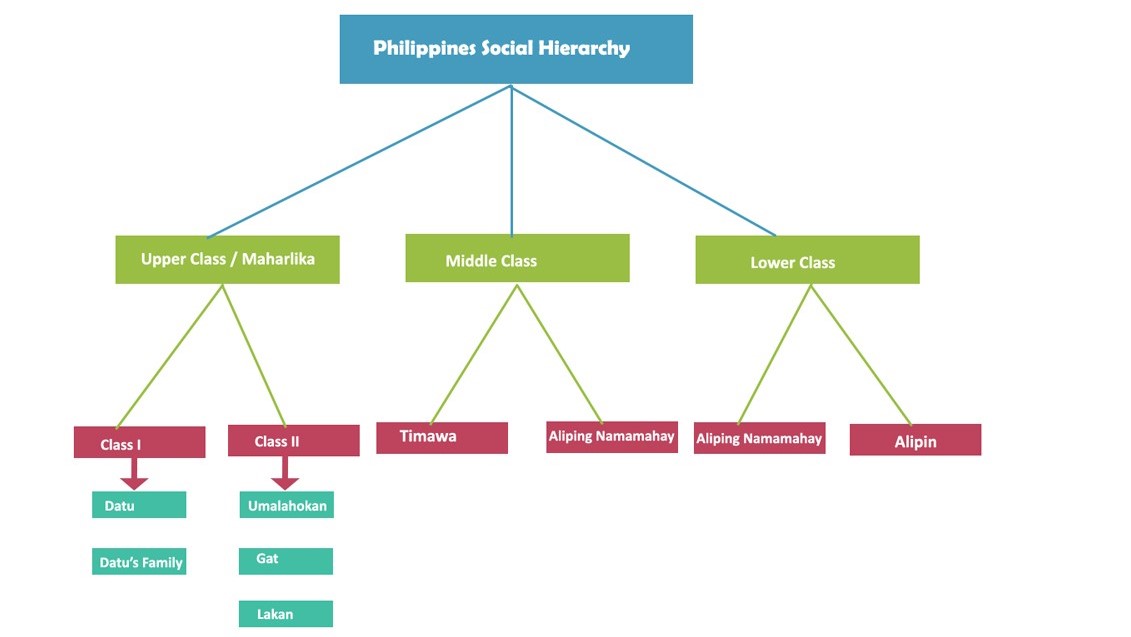 Philippines Social Hierarchy
Upper Class / Maharlika
Middle Class
Lower Class
Class I
Class II
Timawa
Aliping Namamahay
Aliping Namamahay
Alipin
Datu
Umalahokan
Datu’s Family
Gat
Lakan